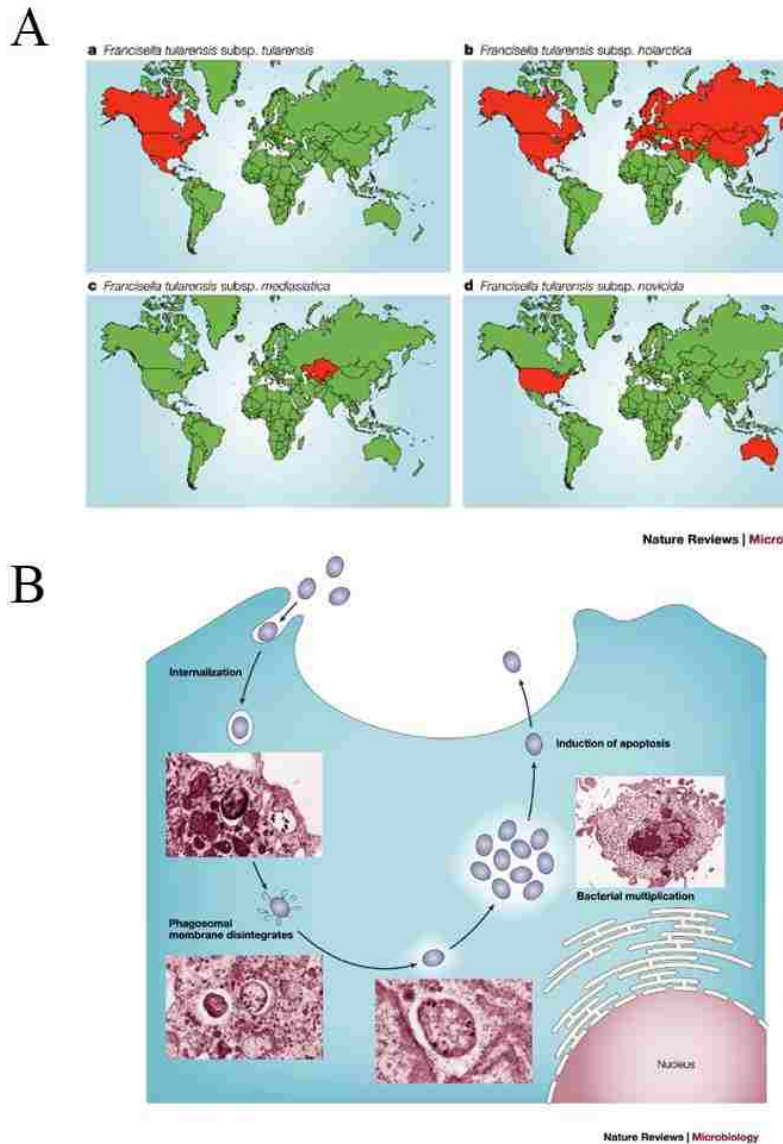 A
a Francisella tularensis subsp. tularensis
b Francisella tularensis subsp. holarctica
c Francisella tularensis subsp. mediasiatica
d Francisella tularensis subsp. novicida
Nature Reviews | Micro
B
Internalization
Induction of apoptosis
Bacterial multiplication
Phagosomal
membrane disintegrates
Nucleus
Nature Reviews | Microbiology